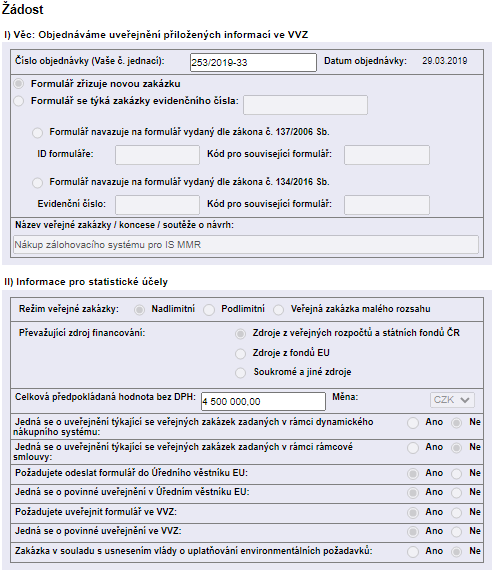 Žádost
I) Věc: Objednáváme uveřejnění přiložených informací ve VVZ
Číslo objednávky (Vaše č. jednací): 253/2019-33 Datum objednávky: 29.03.2019
Formulář zřizuje novou zakázku
Formulář se týká zakázky evidenčního čísla:
Formulář navazuje na formulář vydaný dle zákona č. 137/2006 Sb.
ID formuláře: Kód pro související formulář:
Formulář navazuje na formulář vydaný dle zákona č. 134/2016 Sb.
Evidenční číslo: Kód pro související formulář:
Název veřejné zakázky / koncese / soutěže o návrh:
Nákup zálohovacího systému pro IS MMR
II) Informace pro statistické účely
Režim veřejné zakázky: Nadlimitní Podlimitní Veřejná zakázka malého rozsahu
Převažující zdroj financování: Zdroje z veřejných rozpočtů a státních fondů ČR
Zdroje z fondů EU
Soukromé a jiné zdroje
Celková předpokládaná hodnota bez DPH: 4 500 000,00 Měna: CZK
Jedná se o uveřejnění týkající se veřejných zakázek zadaných v rámci dynamického
nákupního systému: Ano Ne
Jedná se o uveřejnění týkající se veřejných zakázek zadaných v rámci rámcové
smlouvy: Ano Ne
Požadujete odeslat formulář do Úředního věstníku EU: Ano Ne
Jedná se o povinné uveřejnění v Úředním věstníku EU: Ano Ne
Požadujete uveřejnit formulář ve VVZ: Ano Ne
Jedná se o povinné uveřejnění ve VVZ: Ano Ne
Zakázka v souladu s usnesením vlády o uplatňování environmentálních požadavků: Ano Ne